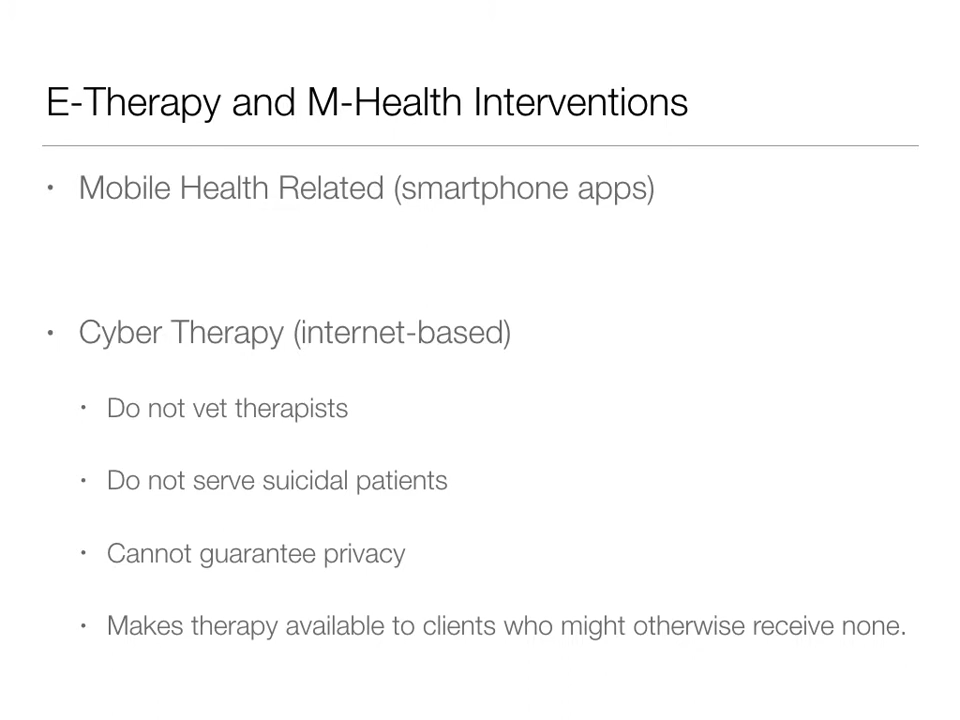 E-Therapy and M-Health Interventions
• Mobile Health Related (smartphone apps)
• Cyber Therapy (internet-based)
• Do not vet therapists
• Do not serve suicidal patients
• Cannot guarantee privacy
• Makes therapy available to clients who might otherwise receive none.